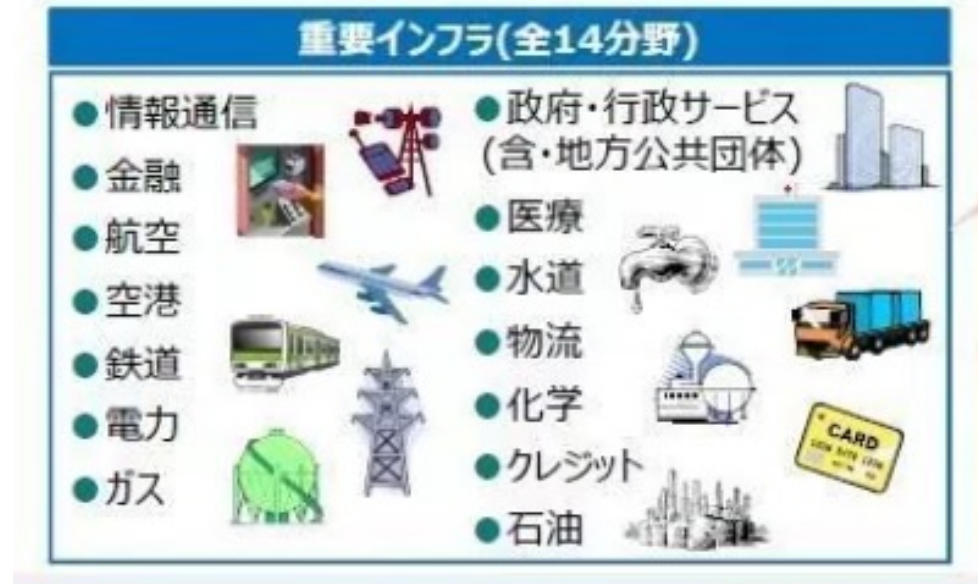 重要インフラ(全14分野)
●情報通信
●金融
●航空
●空港
●鉄道
●電力
●ガス
●政府・行政サービス
(含・地方公共団体)
●医療
●水道
●物流
●化学
●クレジット
●石油
CARD